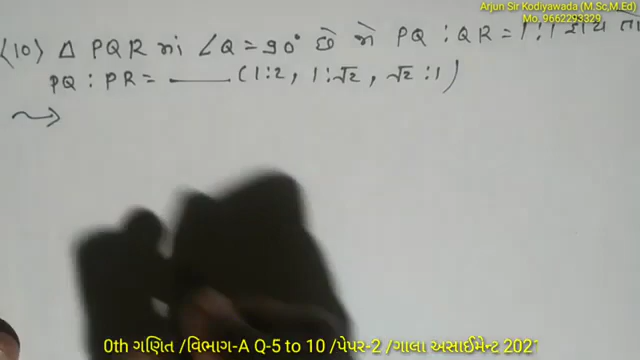 Arjun Sir Kodiyawada (M.Sc,M.Ed)
Mo. 9662293329
(10) Δ PQR માં ∠Q = 90° છે જો PQ : QR = 1:1 હોય તો
PQ : PR = ___ (1:2, 1:√2, √2:1)
0th ગણિત /વિભાગ-A Q-5 to 10 /પેપર-2 /ગાલા અસાઈમેન્ટ 2021